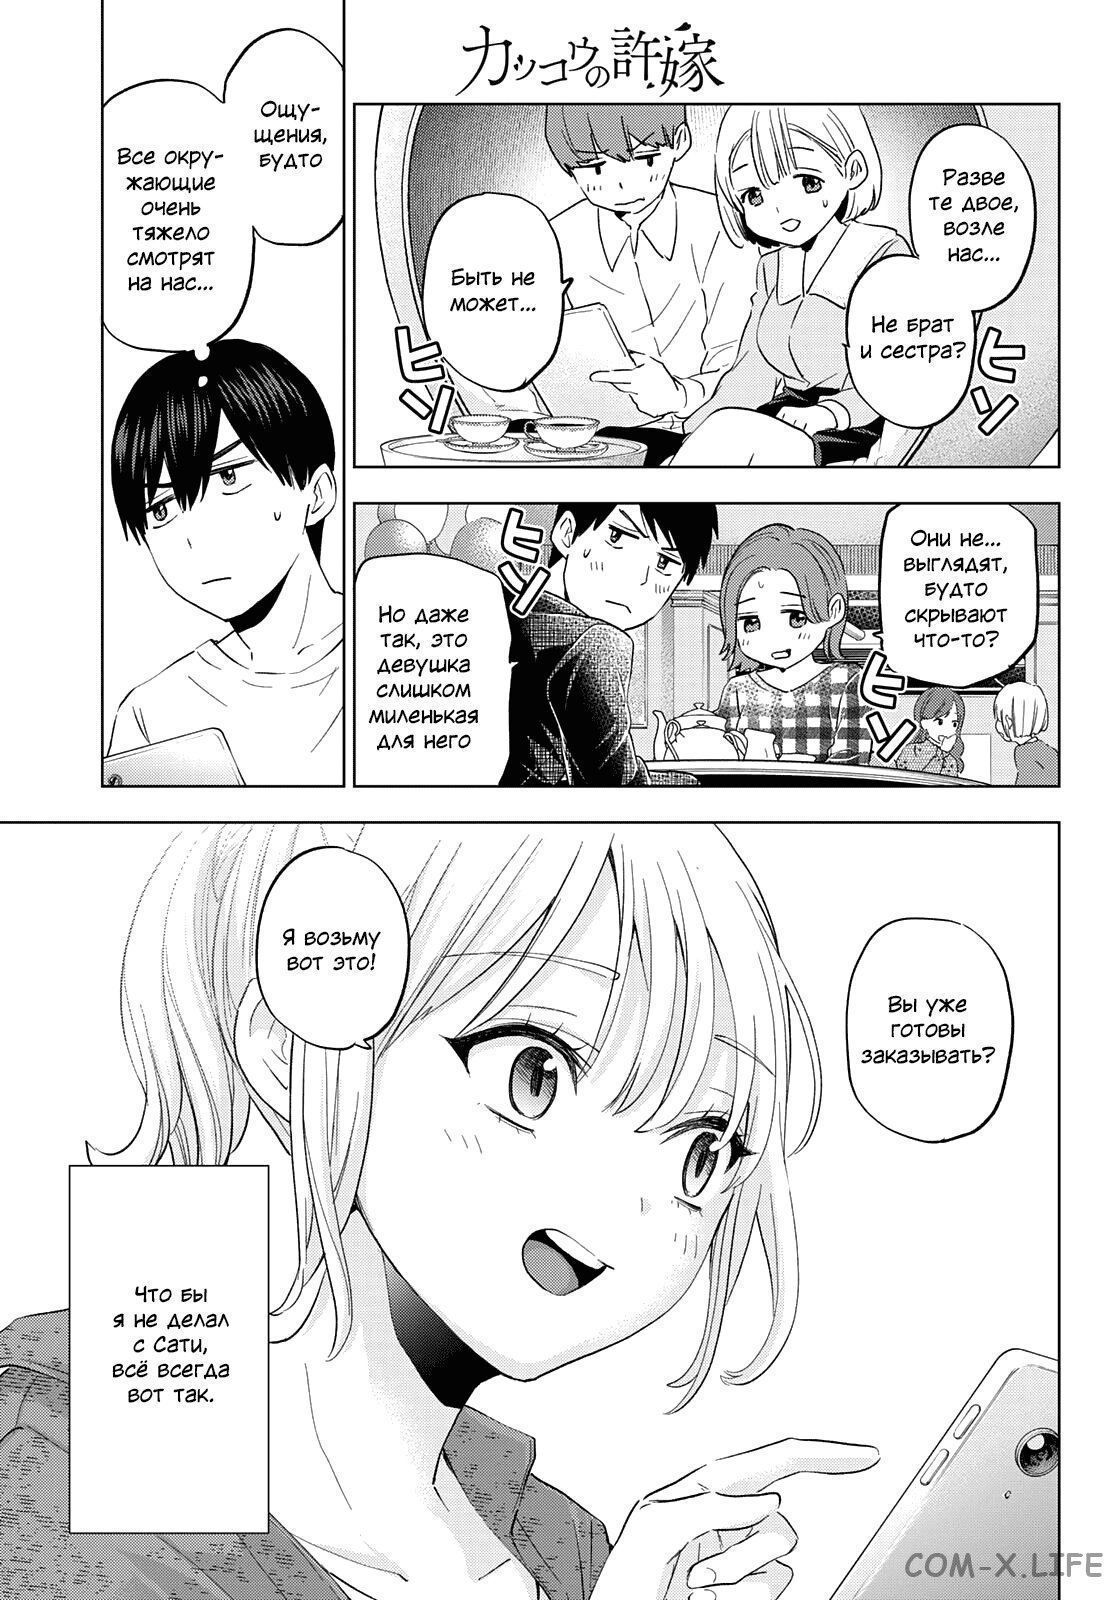 カッコウの許嫁
Разве
те двое,
возле
нас...
Не брат
и сестра?
Быть не
может...
ヒソ
ヒソ
Ощу-
щения,
будто
Все окру-
жающие
очень
тяжело
смотрят
на нас...
Они не...
выглядят,
будто
скрывают
что-то?
ヒソ
ヒソ
Но даже
так, это
девушка
слишком
миленькая
для него
Вы уже
готовы
заказывать?
Я возьму
вот это!
Что бы
я не делал
с Сати,
всё всегда
вот так.
COM-X.LIFE